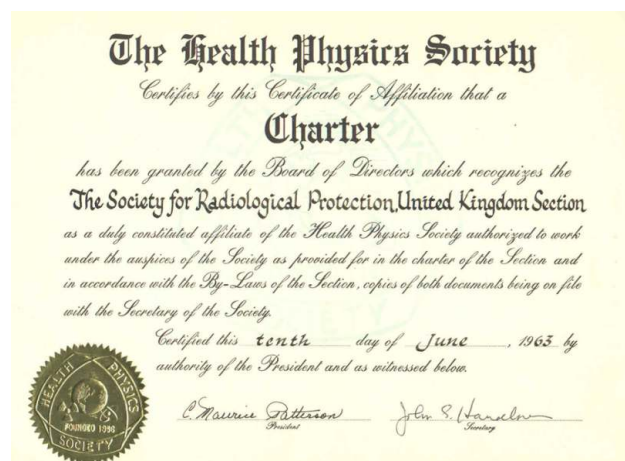 The Health Physics Society
Certifies by this Certificate of Affiliation that a
Charter
has been granted by the Board of Directors which recognizes the
The Society for Radiological Protection, United Kingdom Section
as a duly constituted affiliate of the Health Physics Society authorized to work
under the auspices of the Society as provided for in the charter of the Section and
in accordance with the By-Laws of the Section, copies of both documents being on file
with the Secretary of the Society.
Certified this tenth day of June, 1963 by
authority of the President and as witnessed below.
C. Maurice Patterson
President
John S.
Secretary
HEALTH PHYSICS
FOUNDED 1956
SOCIETY